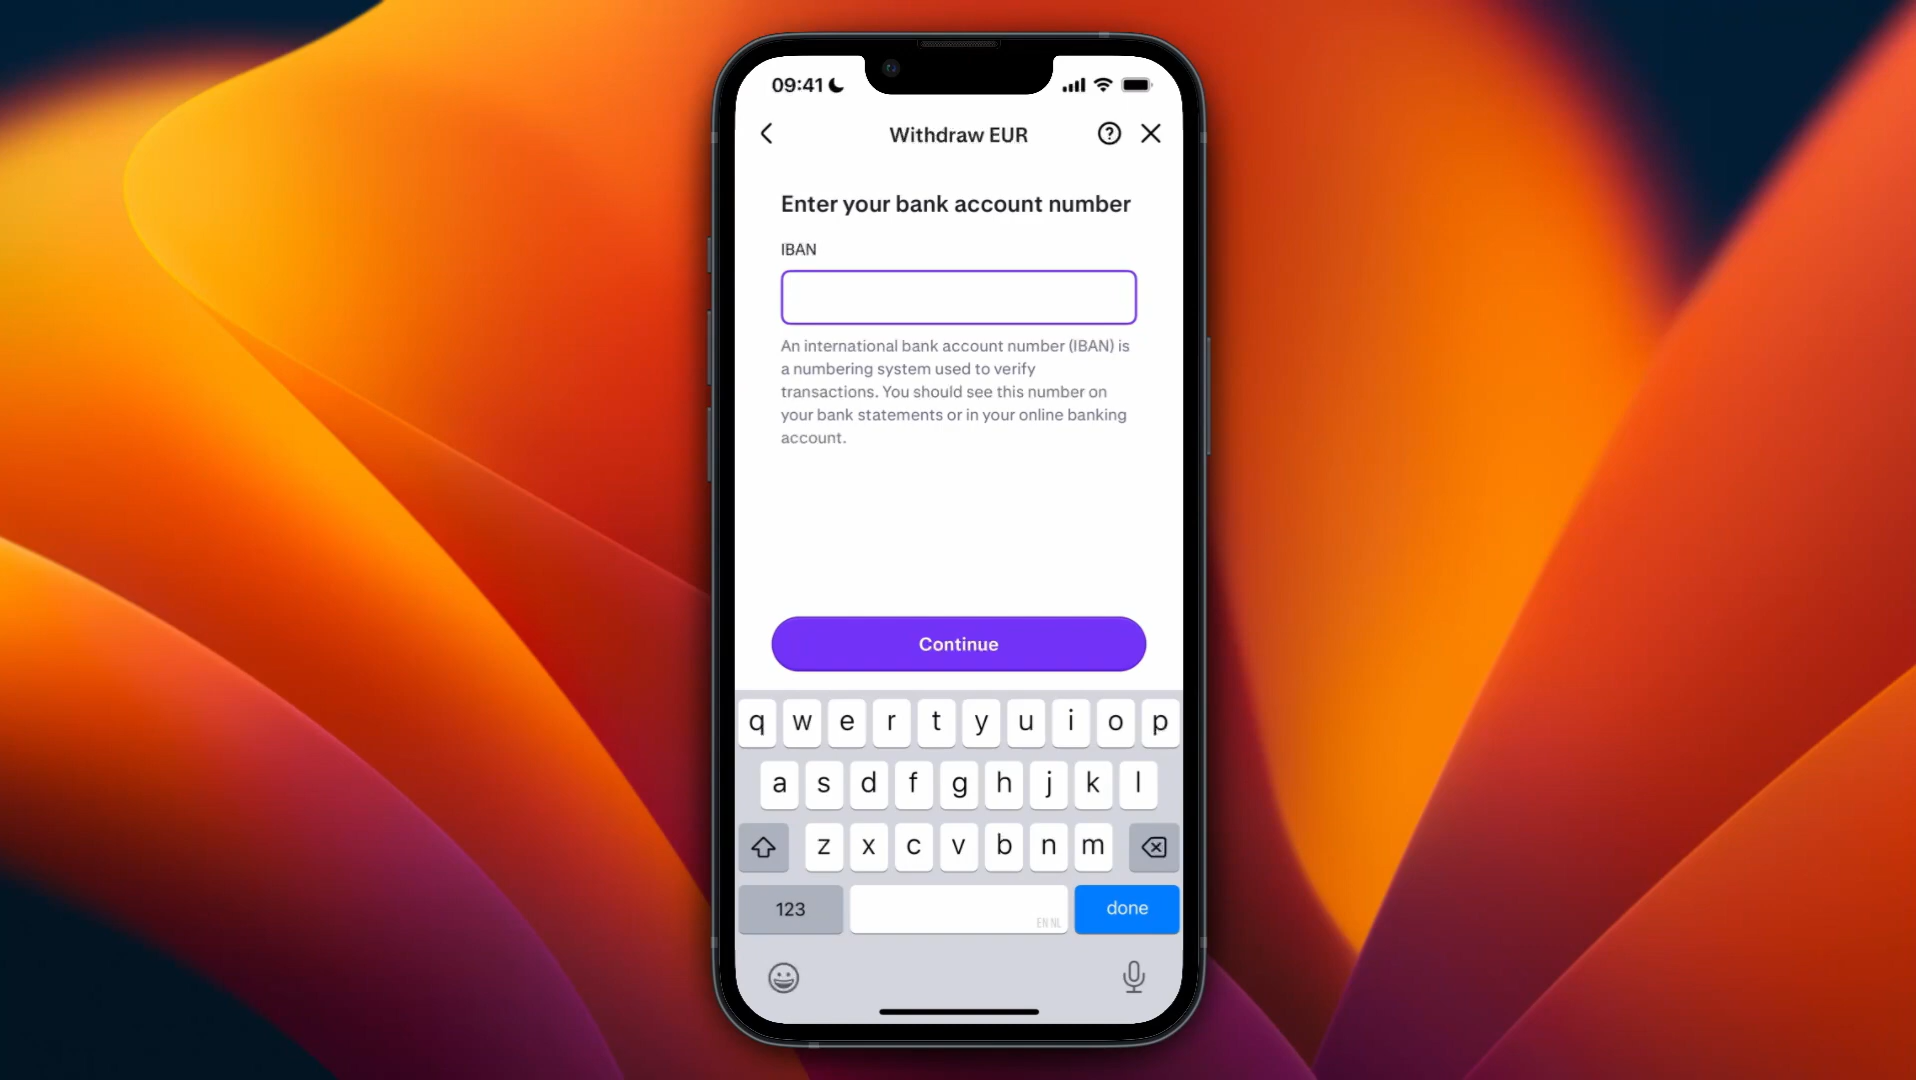 09:41
Withdraw EUR
Enter your bank account number
IBAN
An international bank account number (IBAN) is
a numbering system used to verify
transactions. You should see this number on
your bank statements or in your online banking
account.
Continue
q w e r t y u i o p
a s d f g h j k l
z x c v b n m
123 EN NL done